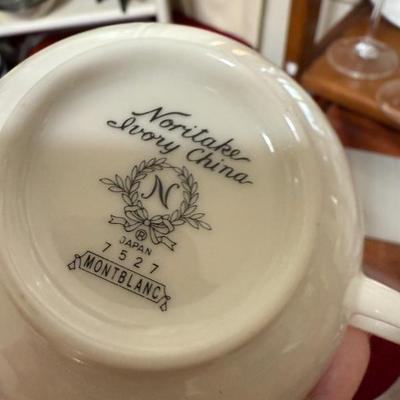 Noritake
Ivory China
N
® 
JAPAN
7527
MONTBLANC